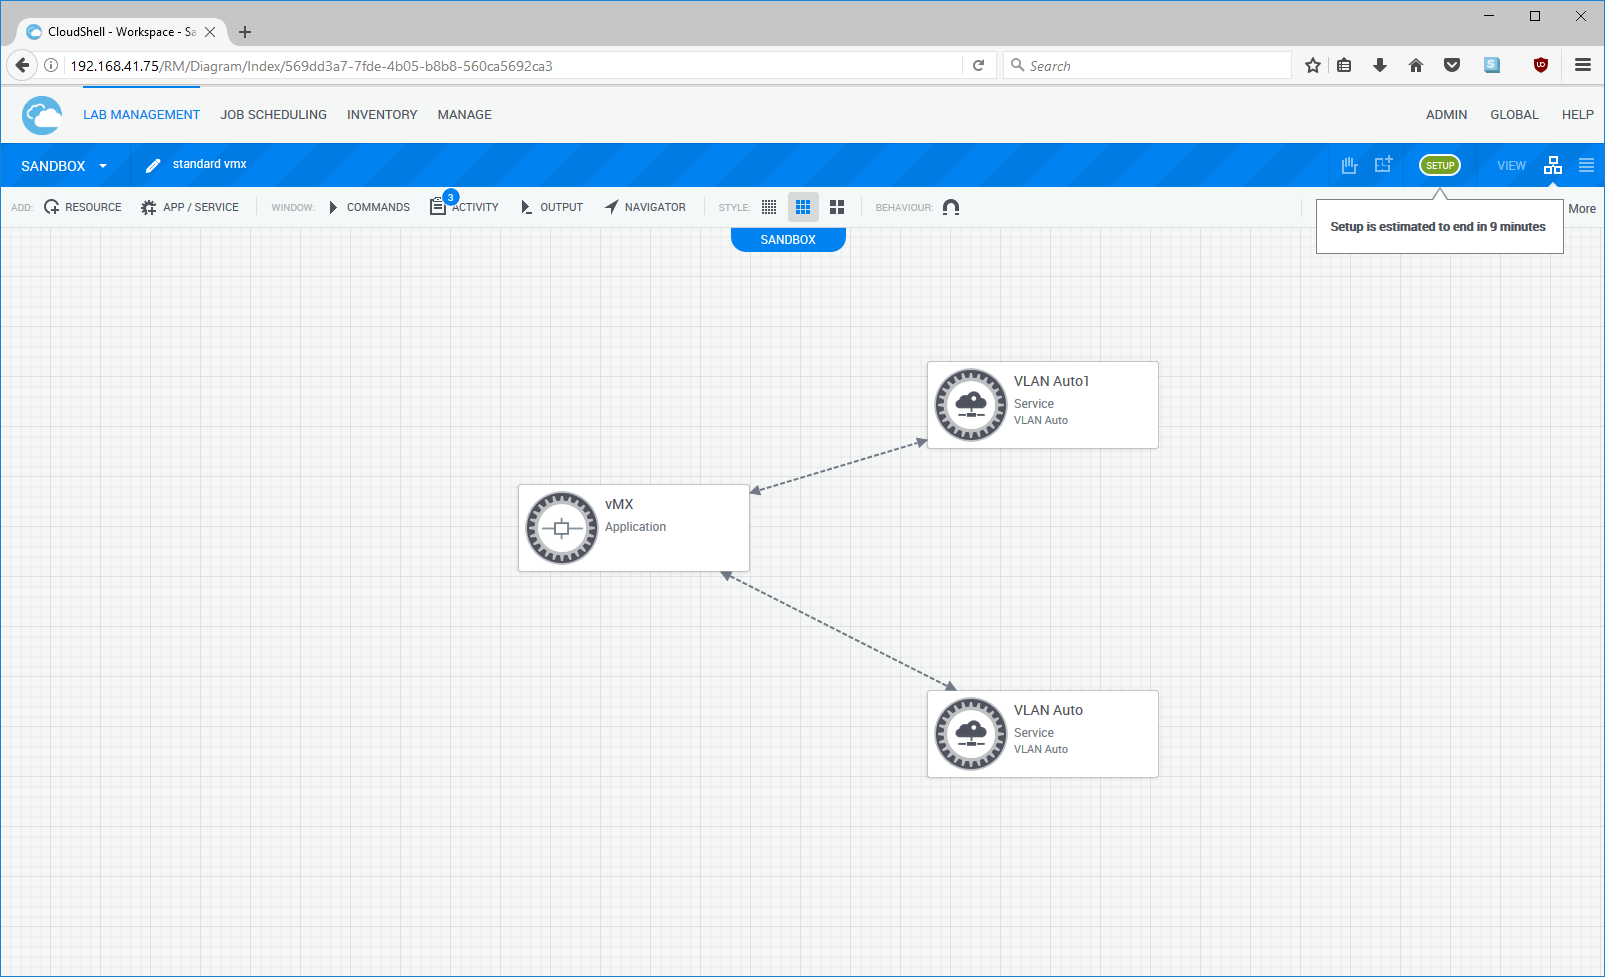 CloudShell - Workspace - Sa
192.168.41.75/RM/Diagram/Index/569dd3a7-7fde-4b05-b8b8-560ca5692ca3
Search
S
LAB MANAGEMENT JOB SCHEDULING INVENTORY MANAGE ADMIN GLOBAL HELP
SANDBOX standard vmx SETUP VIEW
ADD: RESOURCE APP / SERVICE WINDOW: COMMANDS 3 ACTIVITY OUTPUT NAVIGATOR STYLE: BEHAVIOUR: More
Setup is estimated to end in 9 minutes
SANDBOX
VLAN Auto1
Service
VLAN Auto
vMX
Application
VLAN Auto
Service
VLAN Auto